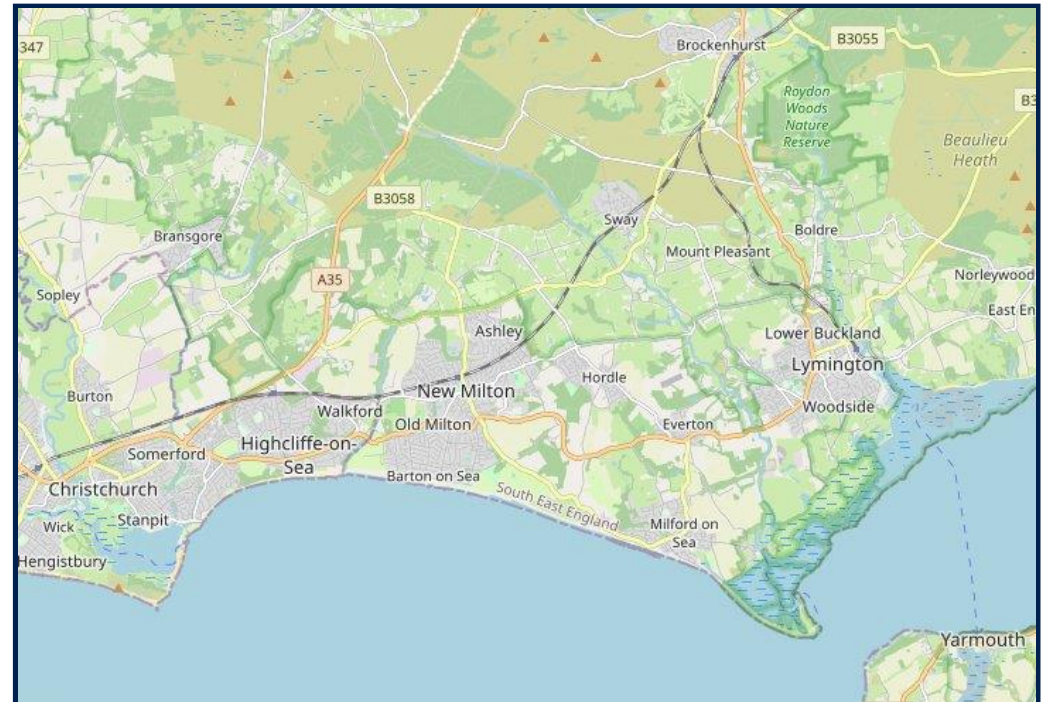 347
Brockenhurst
B3055
Roydon
Woods
Nature
Reserve
B3
Beaulieu
Heath
B3058
Sway
Bransgore
Boldre
Mount Pleasant
A35
Norleywood
Sopley
East En
Ashley
Lower Buckland
Lymington
Hordle
New Milton
Burton
Walkford
Woodside
Old Milton
Everton
Highcliffe-on-
Sea
Somerford
Barton on Sea
Christchurch
South East England
Stanpit
Wick
Milford on
Sea
Hengistbury
Yarmouth